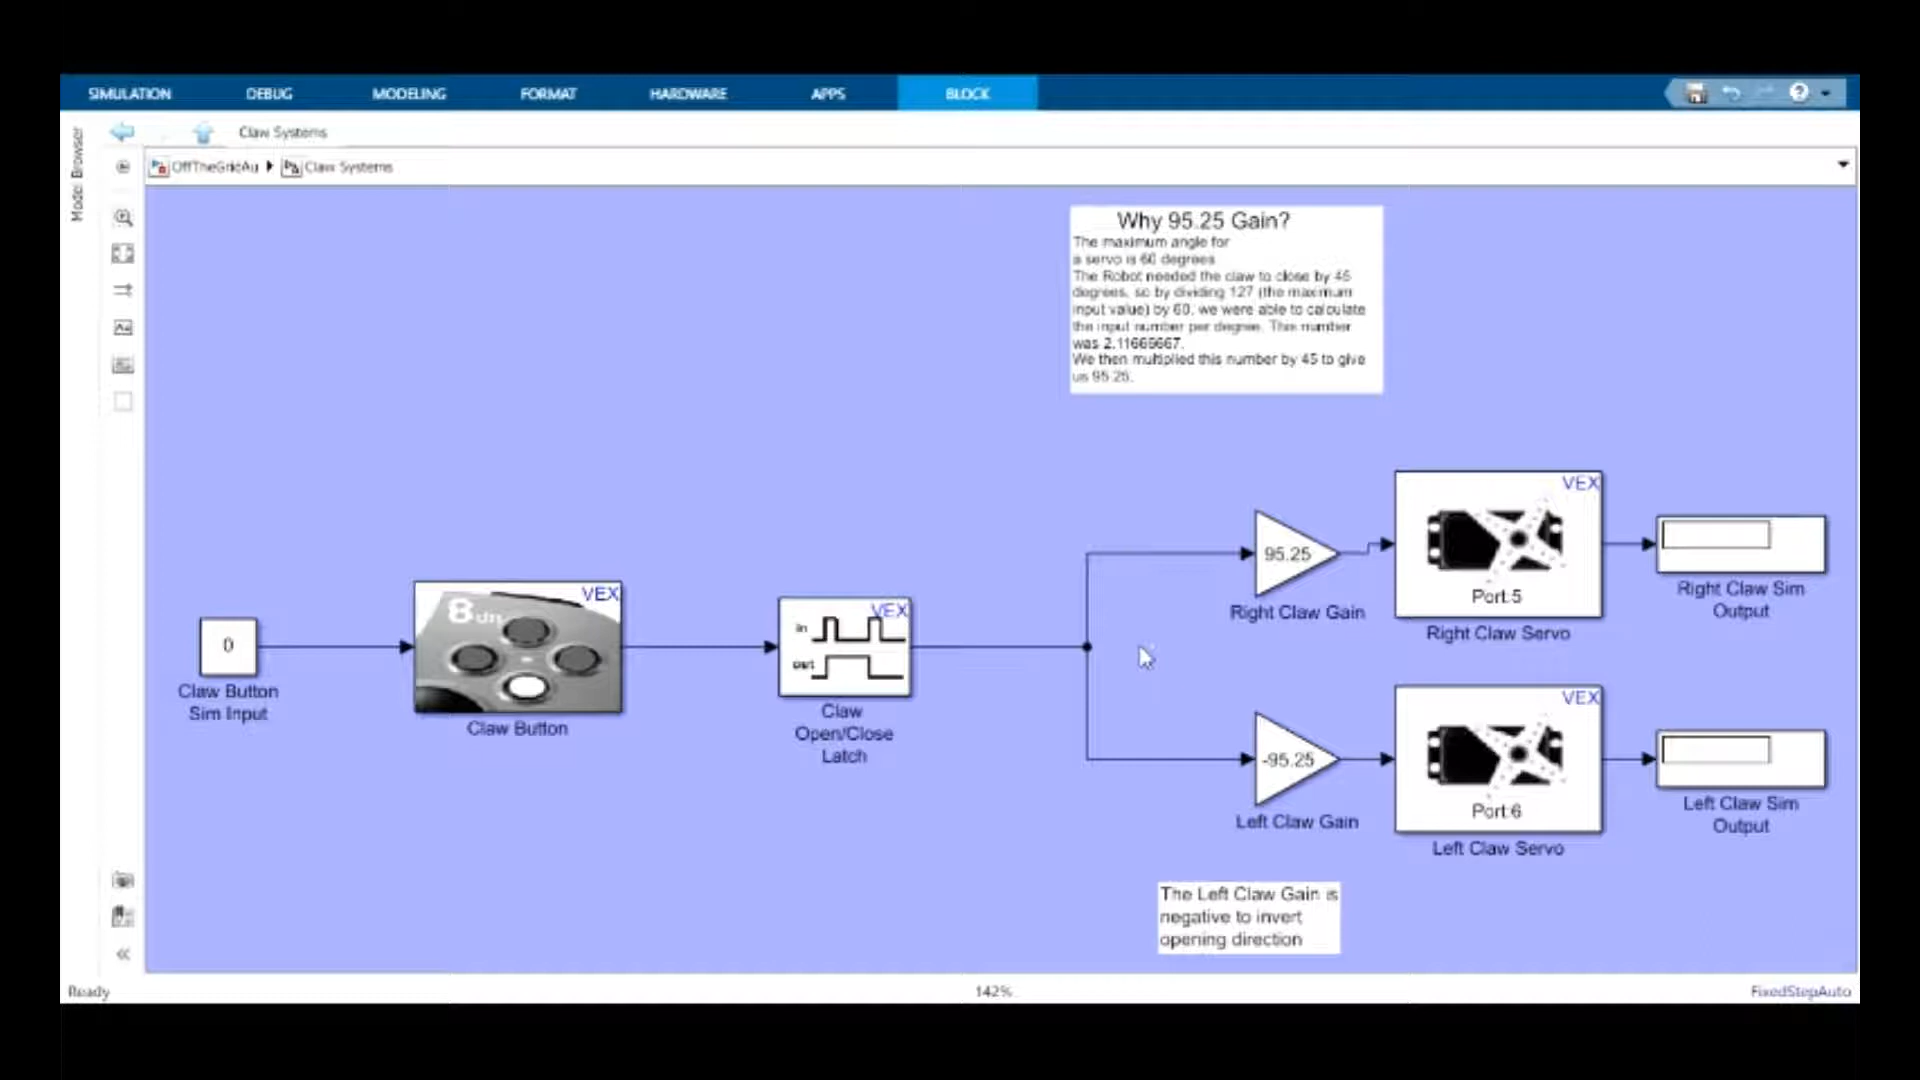 SIMULATION DEBUG MODELING FORMAT HARDWARE APPS BLOCK
Model Browser
Claw Systems
OffTheGridAu Claw Systems
Why 95.25 Gain?
The maximum angle for
a servo is 60 degrees
The Robot needed the claw to close by 45
degrees, so by dividing 127 (the maximum
input value) by 60, we were able to calculate
the input number per degree. This number
was 2.11666667.
We then multiplied this number by 45 to give
us 95.25.
0
Claw Button
Sim Input
VEX
8dn
Claw Button
VEX
in
out
Claw
Open/Close
Latch
95.25
Right Claw Gain
VEX
Port:5
Right Claw Servo
Right Claw Sim
Output
-95.25
Left Claw Gain
VEX
Port:6
Left Claw Servo
Left Claw Sim
Output
The Left Claw Gain is
negative to invert
opening direction
Ready
142%
FixedStepAuto